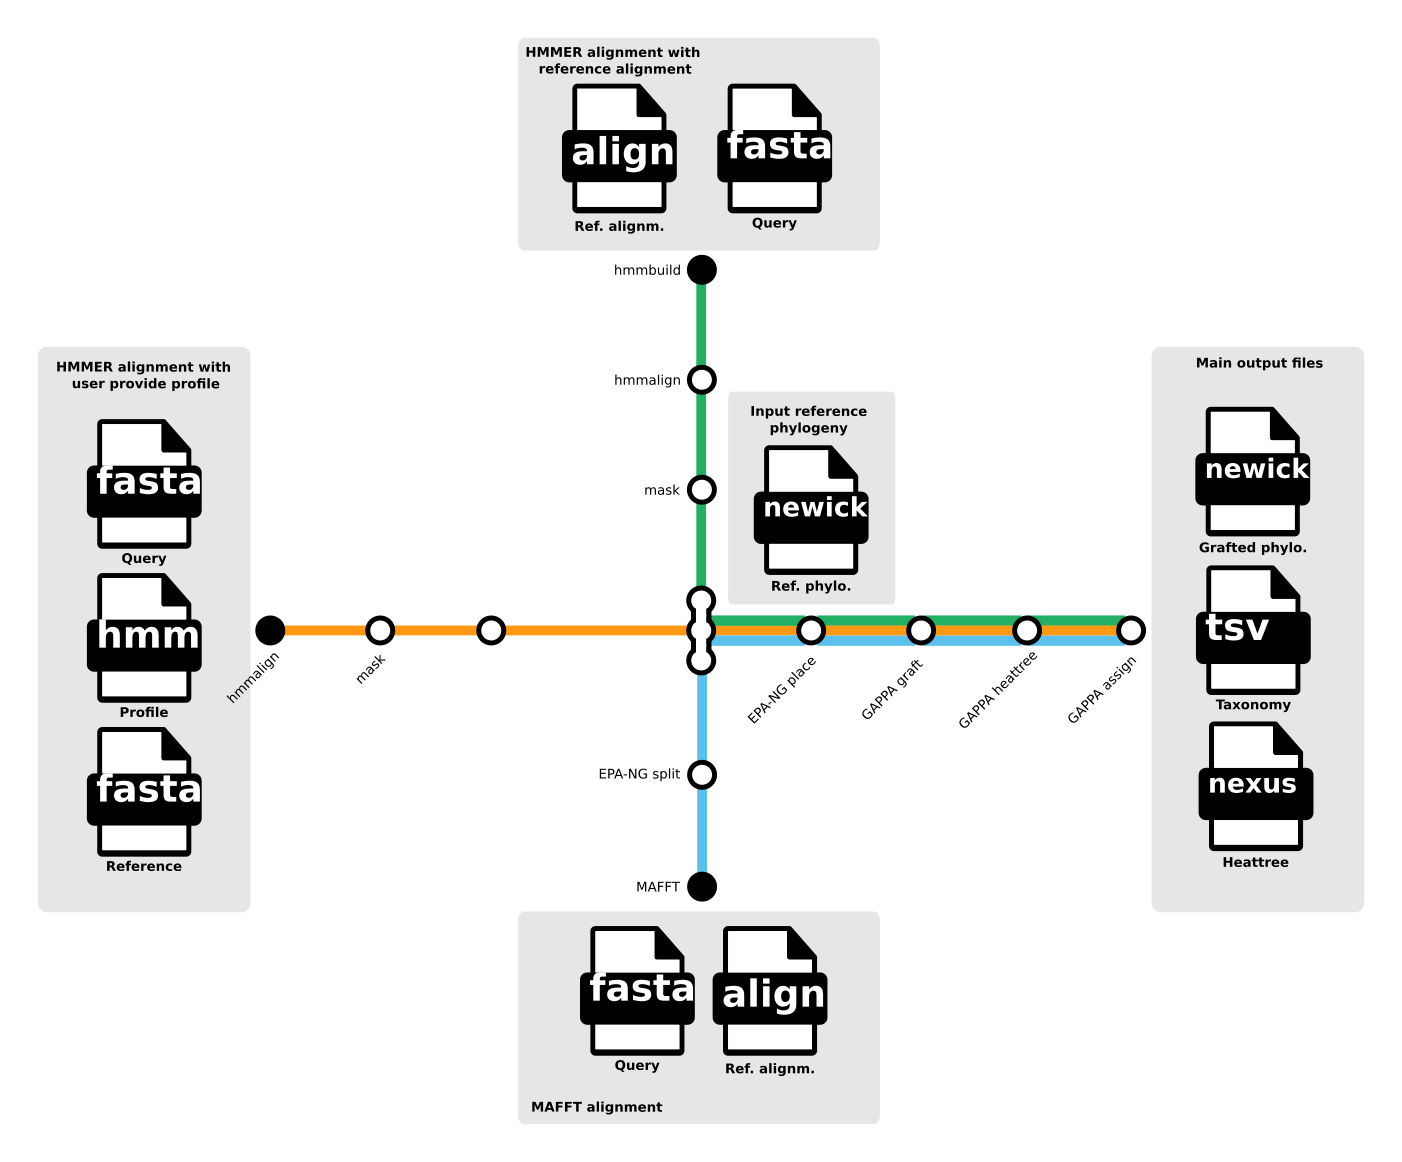 HMMER alignment with
reference alignment
align
fasta
Ref. alignm.
Query
hmmbuild
hmmalign
mask
HMMER alignment with
user provide profile
fasta
Query
hmm
Profile
fasta
Reference
Input reference
phylogeny
newick
Ref. phylo.
Main output files
newick
Grafted phylo.
tsv
Taxonomy
nexus
Heattree
hmmalign
mask
EPA-NG place
GAPPA graft
GAPPA heattree
GAPPA assign
EPA-NG split
MAFFT
fasta
align
Query
Ref. alignm.
MAFFT alignment